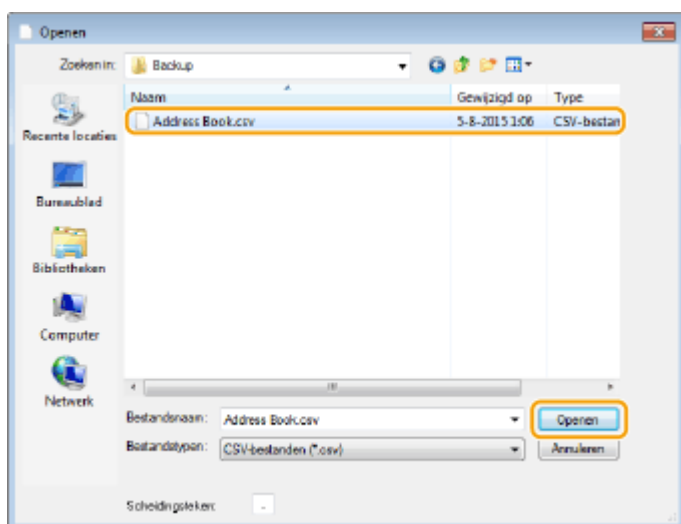 Openen
Zoeken in:
Backup
Naam
Gewijzigd op
Type
Address Book.csv
5-8-2015 1:06
CSV-bestan
Recente locaties
Bureaublad
Bibliotheken
Computer
Netwerk
Bestandsnaam:
Address Book.csv
Openen
Bestandstypen:
CSV-bestanden (*.csv)
Annuleren
Scheidingsteken: